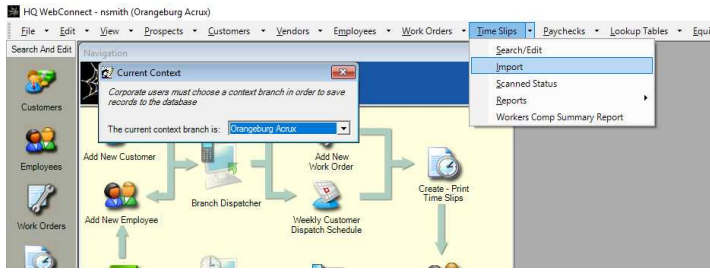 HQ WebConnect - nsmith (Orangeburg Acrux)
File Edit View Prospects Customers Vendors Employees Work Orders Time Slips Paychecks Lookup Tables Equi
Search And Edit
Navigation
Search/Edit
Import
Scanned Status
Reports
Workers Comp Summary Report
Current Context
Corporate users must choose a context branch in order to save
records to the database
The current context branch is: Orangeburg Acrux
Customers
Employees
Work Orders
Add New Customer
Branch Dispatcher
Add New
Work Order
Create - Print
Time Slips
Add New Employee
Weekly Customer
Dispatch Schedule